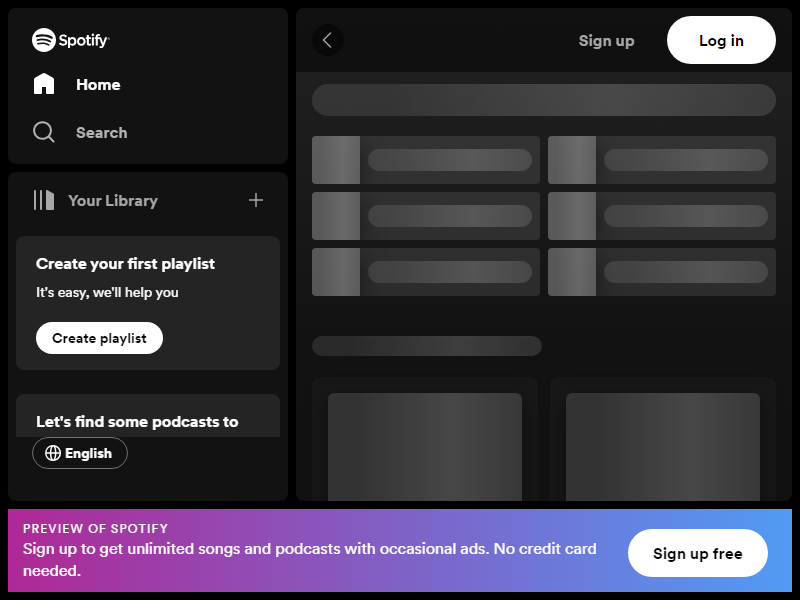 Spotify
Home
Search
Your Library
Create your first playlist
It's easy, we'll help you
Create playlist
Let's find some podcasts to
English
Sign up
Log in
PREVIEW OF SPOTIFY
Sign up to get unlimited songs and podcasts with occasional ads. No credit card
needed.
Sign up free